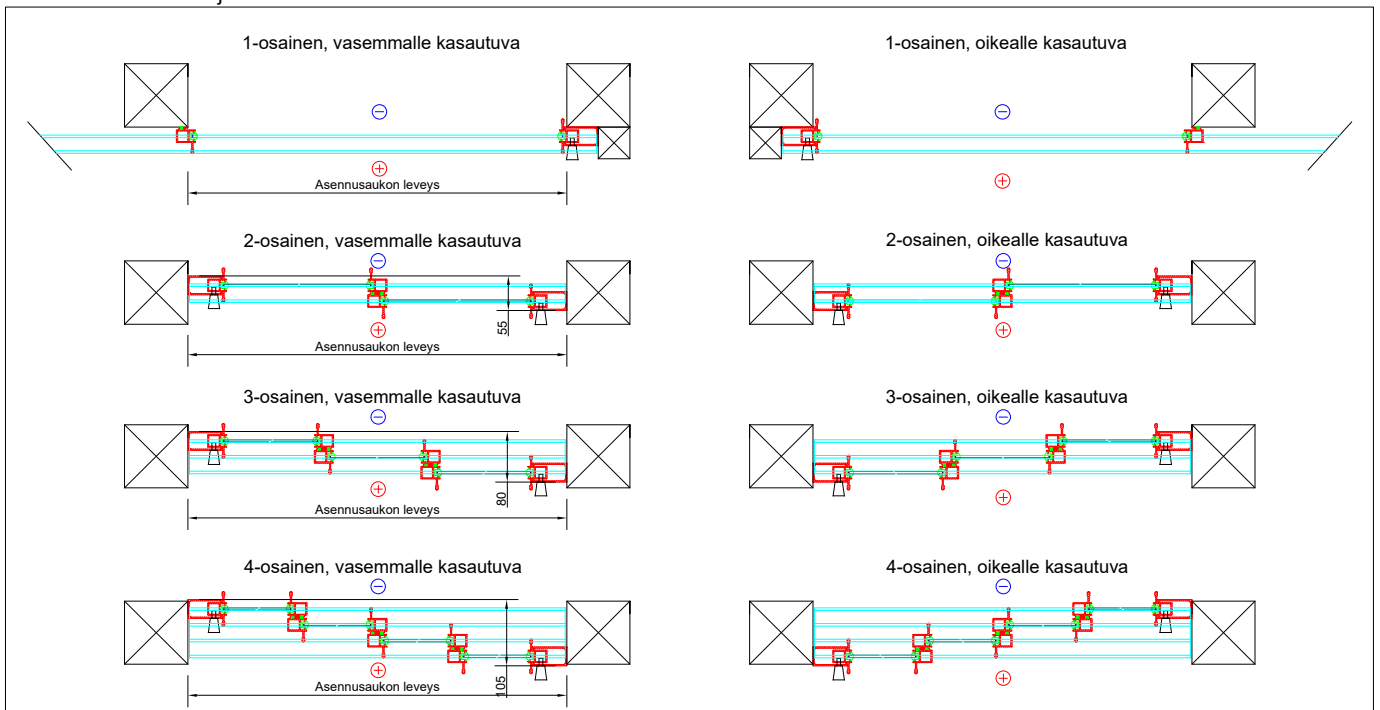 1-osainen, vasemmalle kasautuva
1-osainen, oikealle kasautuva
Asennusaukon leveys
2-osainen, vasemmalle kasautuva
2-osainen, oikealle kasautuva
55
Asennusaukon leveys
3-osainen, vasemmalle kasautuva
3-osainen, oikealle kasautuva
80
Asennusaukon leveys
4-osainen, vasemmalle kasautuva
4-osainen, oikealle kasautuva
105
Asennusaukon leveys